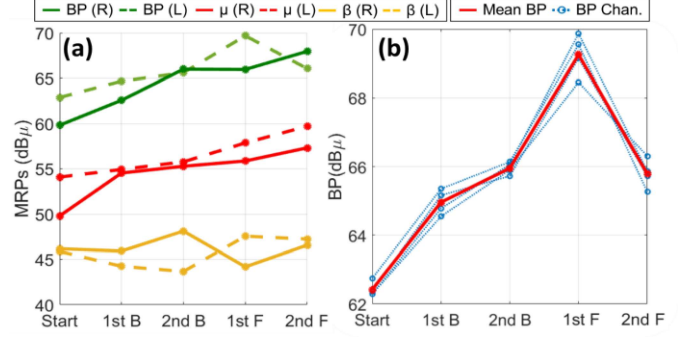 BP (R) BP (L) μ (R) μ (L) β (R) β (L)
Mean BP BP Chan.
(a)
MRPs (dBμ)
70
65
60
55
50
45
40
Start 1st B 2nd B 1st F 2nd F
(b)
BP(dBμ)
70
68
66
64
62
Start 1st B 2nd B 1st F 2nd F